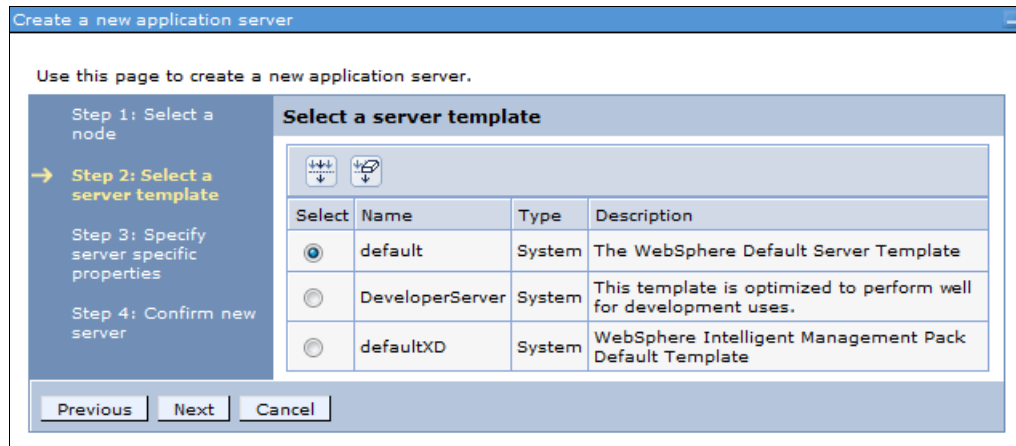 Create a new application server
Use this page to create a new application server.
Step 1: Select a
node
Step 2: Select a
server template
Step 3: Specify
server specific
properties
Step 4: Confirm new
server
Select a server template
Select Name Type Description
default System The WebSphere Default Server Template
DeveloperServer System This template is optimized to perform well
for development uses.
defaultXD System WebSphere Intelligent Management Pack
Default Template
Previous Next Cancel